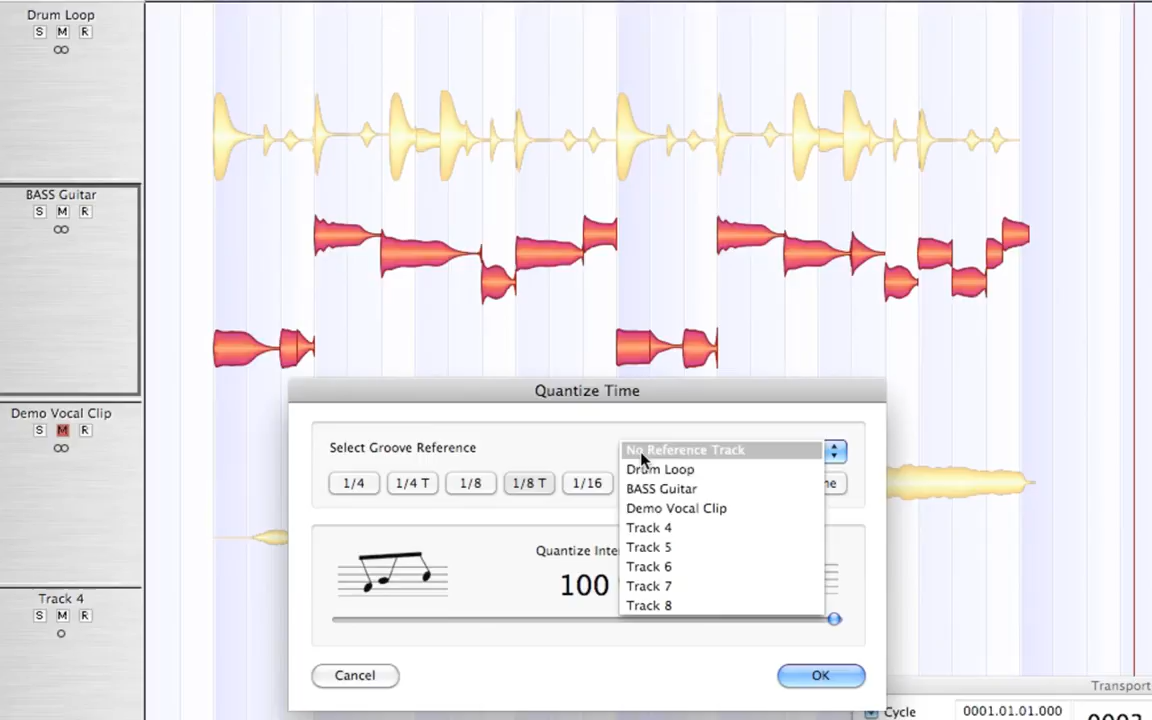 Drum Loop
S M R
BASS Guitar
S M R
Demo Vocal Clip
S M R
Track 4
S M R
Quantize Time
Select Groove Reference
No Reference Track
Drum Loop
BASS Guitar
Demo Vocal Clip
Track 4
Track 5
Track 6
Track 7
Track 8
1/4 1/4 T 1/8 1/8 T 1/16
Quantize Inte
100
Cancel OK
Transport
Cycle 0001.01.01.000